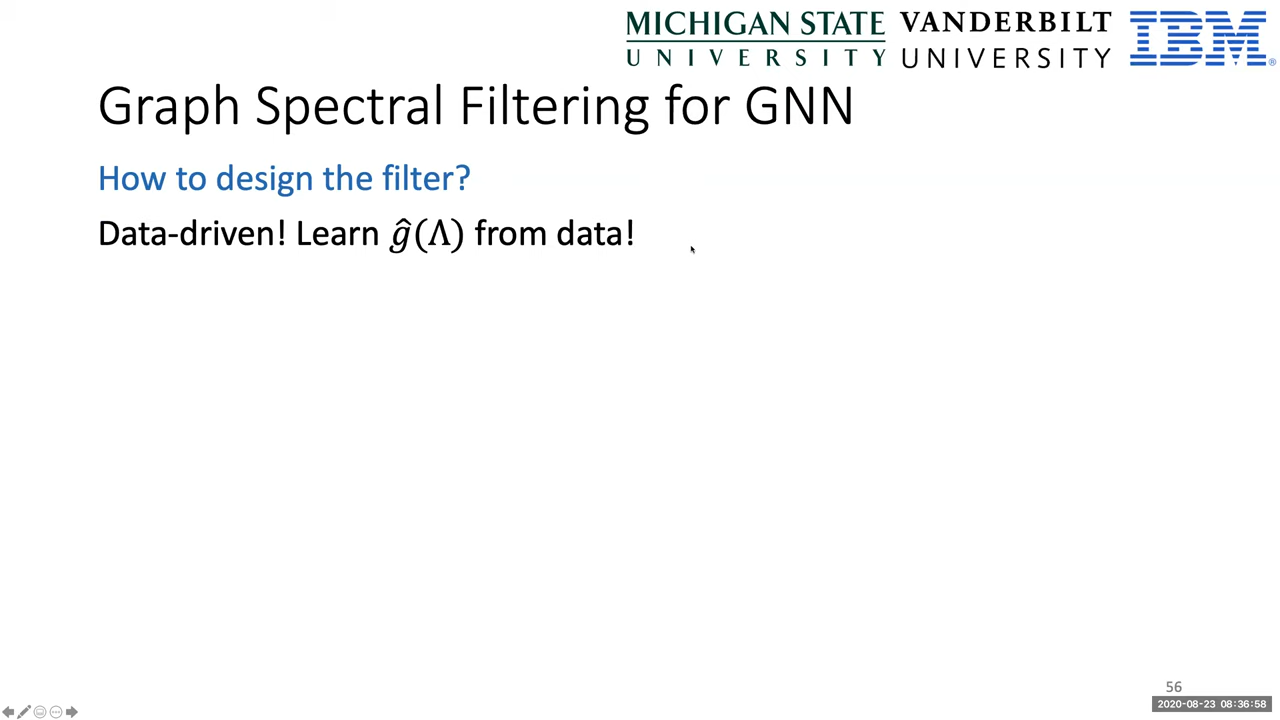 MICHIGAN STATE
UNIVERSITY
VANDERBILT
UNIVERSITY
IBM®
Graph Spectral Filtering for GNN
How to design the filter?
Data-driven! Learn ĝ(Λ) from data!
56
2020-08-23 08:36:58